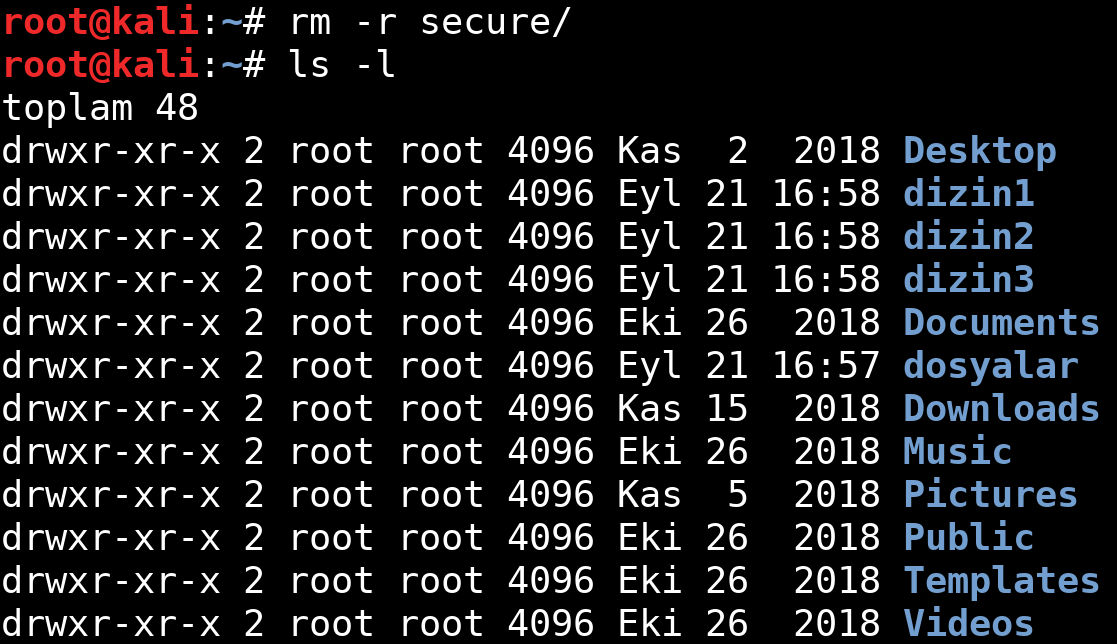 root@kali:~# rm -r secure/
root@kali:~# ls -l
toplam 48
drwxr-xr-x 2 root root 4096 Kas  2  2018 Desktop
drwxr-xr-x 2 root root 4096 Eyl 21 16:58 dizin1
drwxr-xr-x 2 root root 4096 Eyl 21 16:58 dizin2
drwxr-xr-x 2 root root 4096 Eyl 21 16:58 dizin3
drwxr-xr-x 2 root root 4096 Eki 26  2018 Documents
drwxr-xr-x 2 root root 4096 Eyl 21 16:57 dosyalar
drwxr-xr-x 2 root root 4096 Kas 15  2018 Downloads
drwxr-xr-x 2 root root 4096 Eki 26  2018 Music
drwxr-xr-x 2 root root 4096 Kas  5  2018 Pictures
drwxr-xr-x 2 root root 4096 Eki 26  2018 Public
drwxr-xr-x 2 root root 4096 Eki 26  2018 Templates
drwxr-xr-x 2 root root 4096 Eki 26  2018 Videos